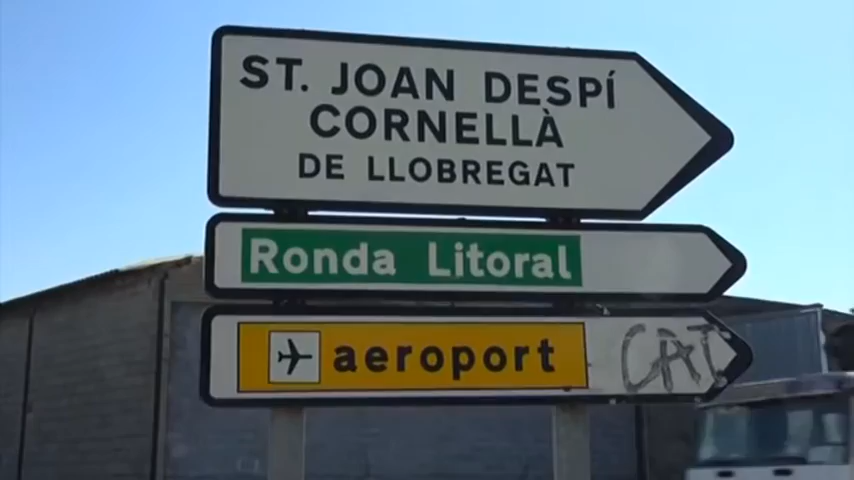 ST. JOAN DESPÍ
CORNELLÀ
DE LLOBREGAT
Ronda Litoral
aeroport CAT.